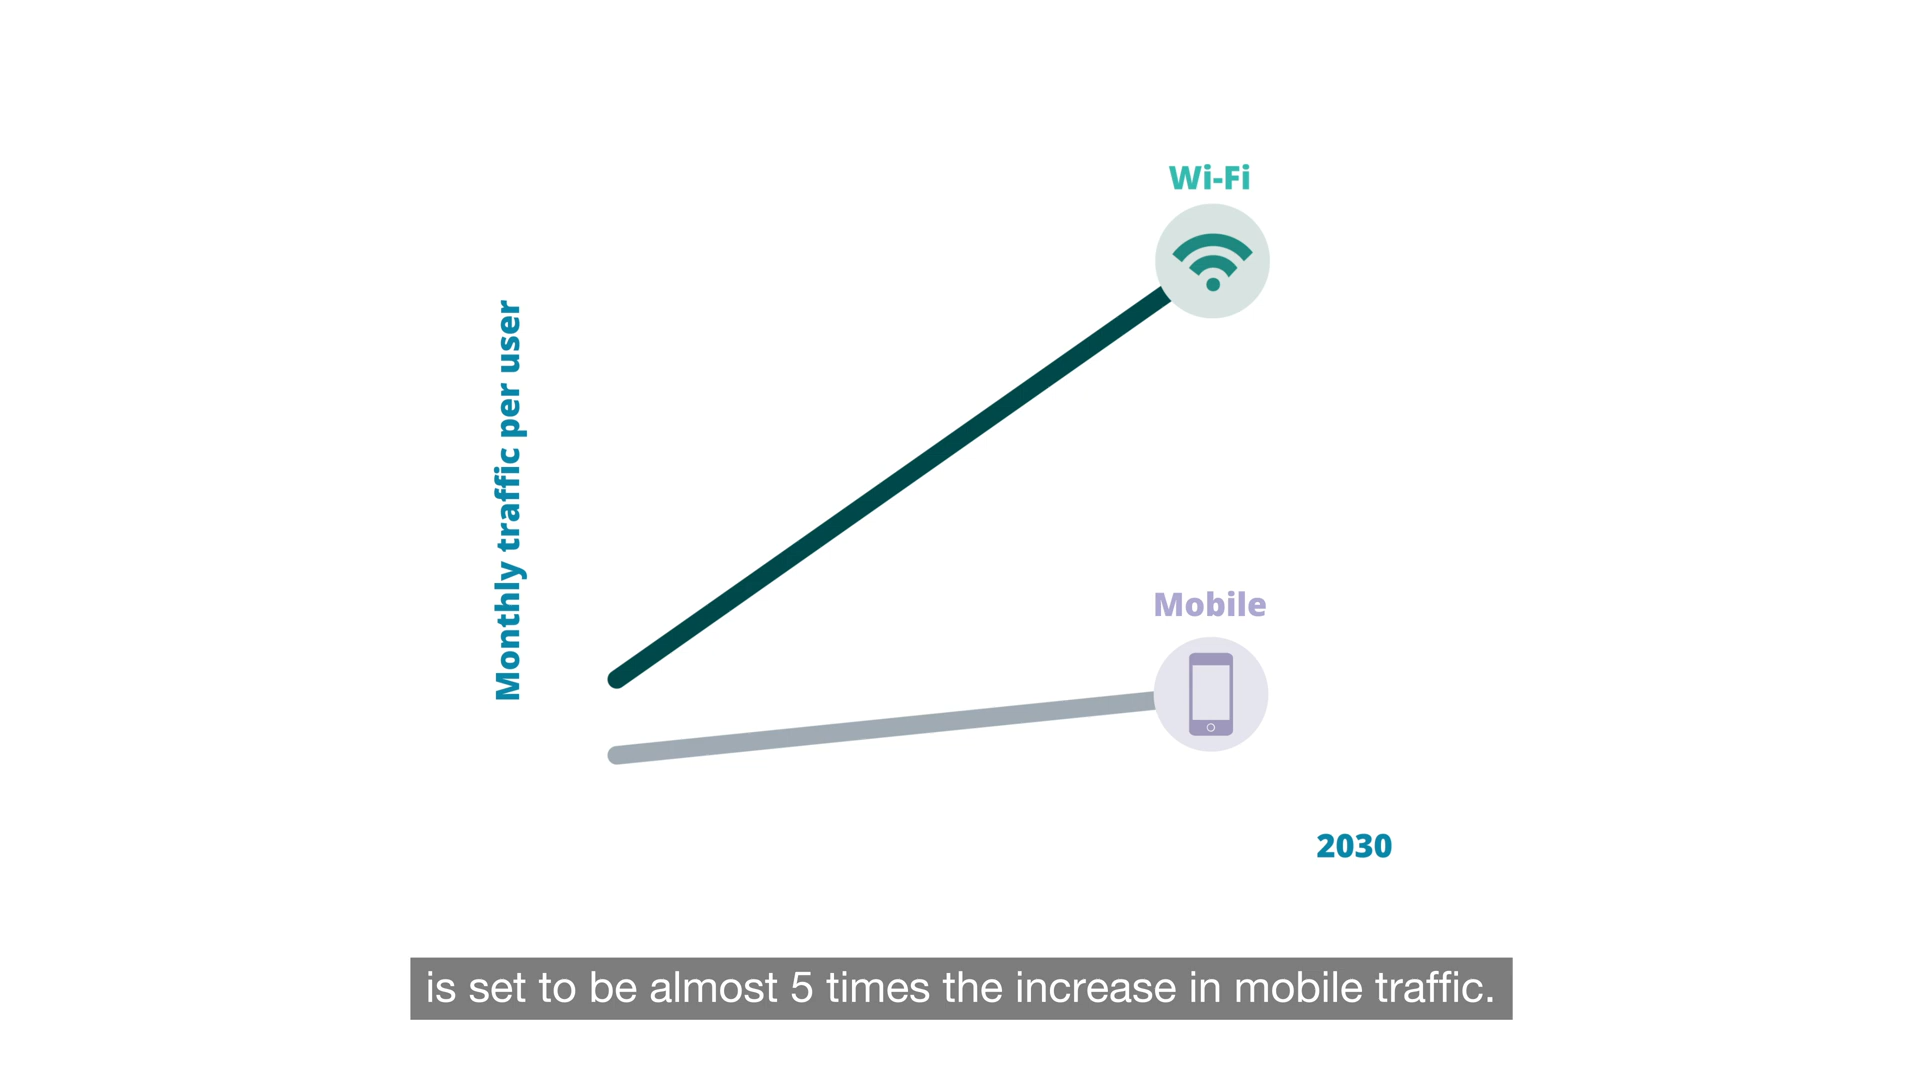 Wi-Fi
Monthly traffic per user
Mobile
2030
is set to be almost 5 times the increase in mobile traffic.